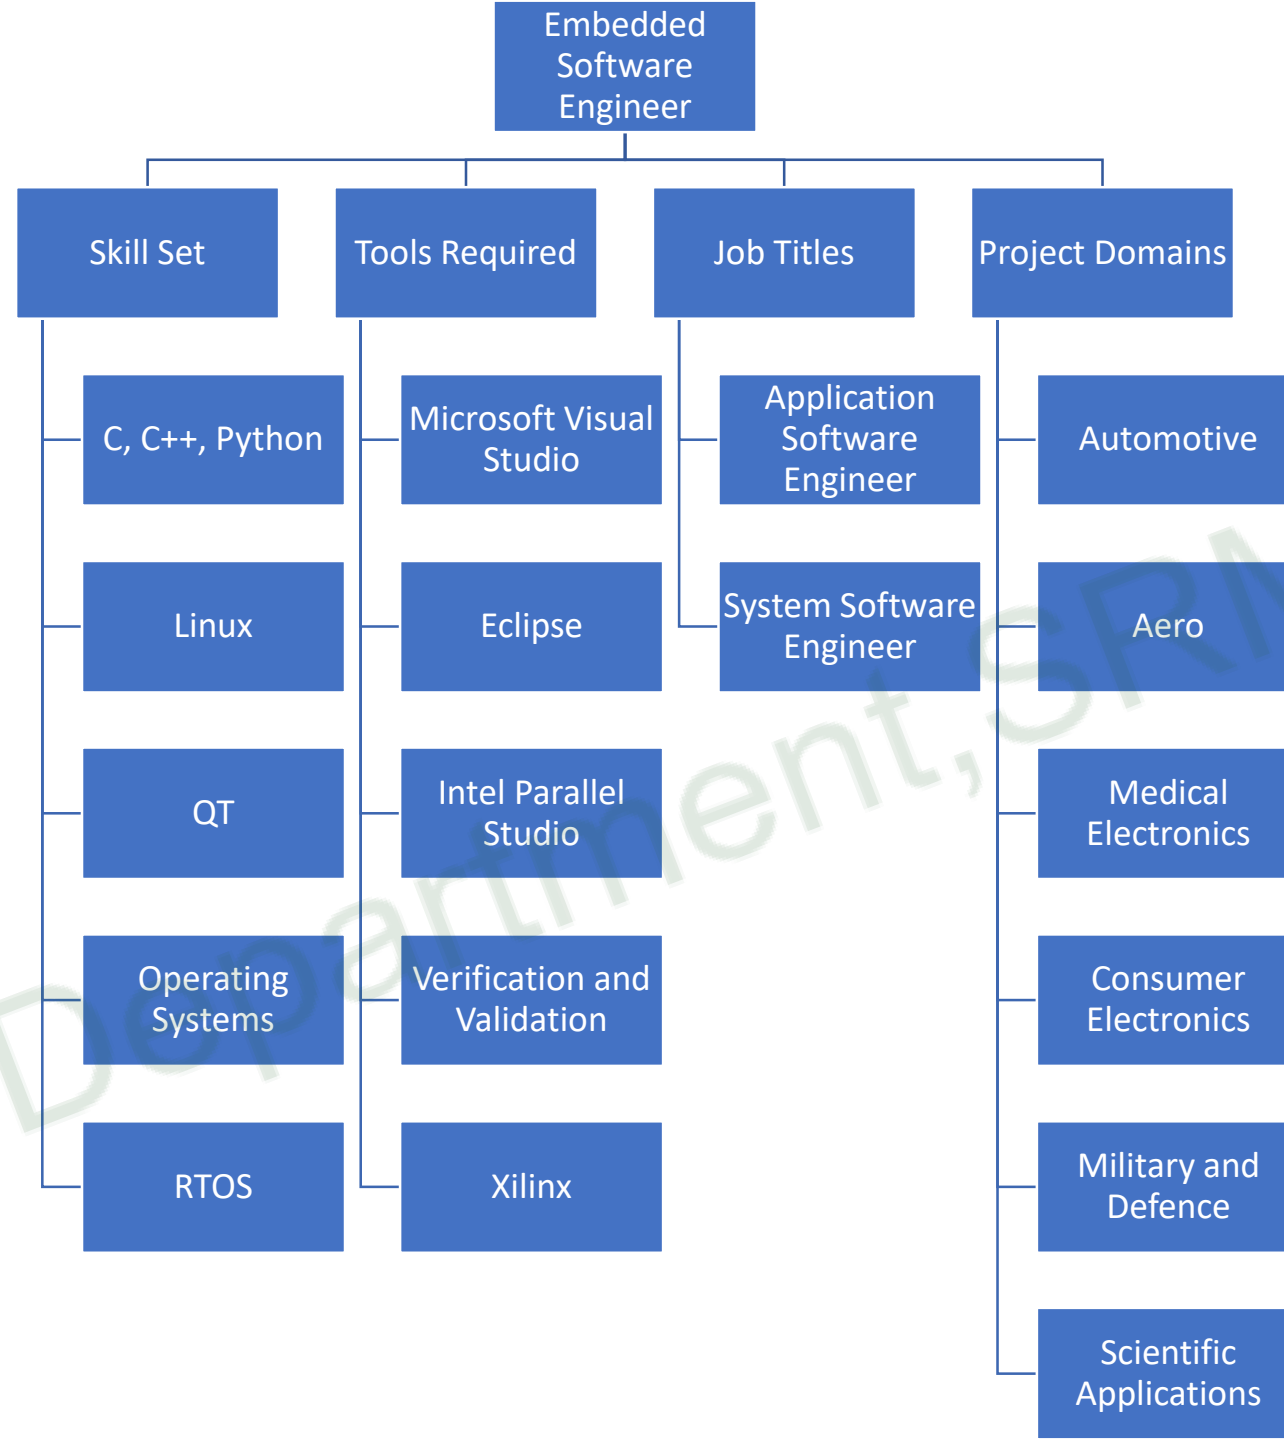 Embedded
Software
Engineer
Skill Set
Tools Required
Job Titles
Project Domains
C, C++, Python
Linux
QT
Operating
Systems
RTOS
Microsoft Visual
Studio
Eclipse
Intel Parallel
Studio
Verification and
Validation
Xilinx
Application
Software
Engineer
System Software
Engineer
Automotive
Aero
Medical
Electronics
Consumer
Electronics
Military and
Defence
Scientific
Applications
Department,SRM